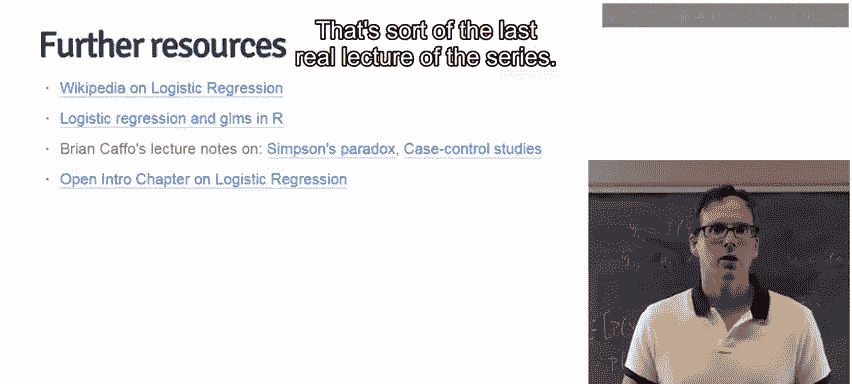 Further resources
That's sort of the last
real lecture of the series.
· Wikipedia on Logistic Regression
· Logistic regression and glms in R
· Brian Caffo's lecture notes on: Simpson's paradox, Case-control studies
· Open Intro Chapter on Logistic Regression